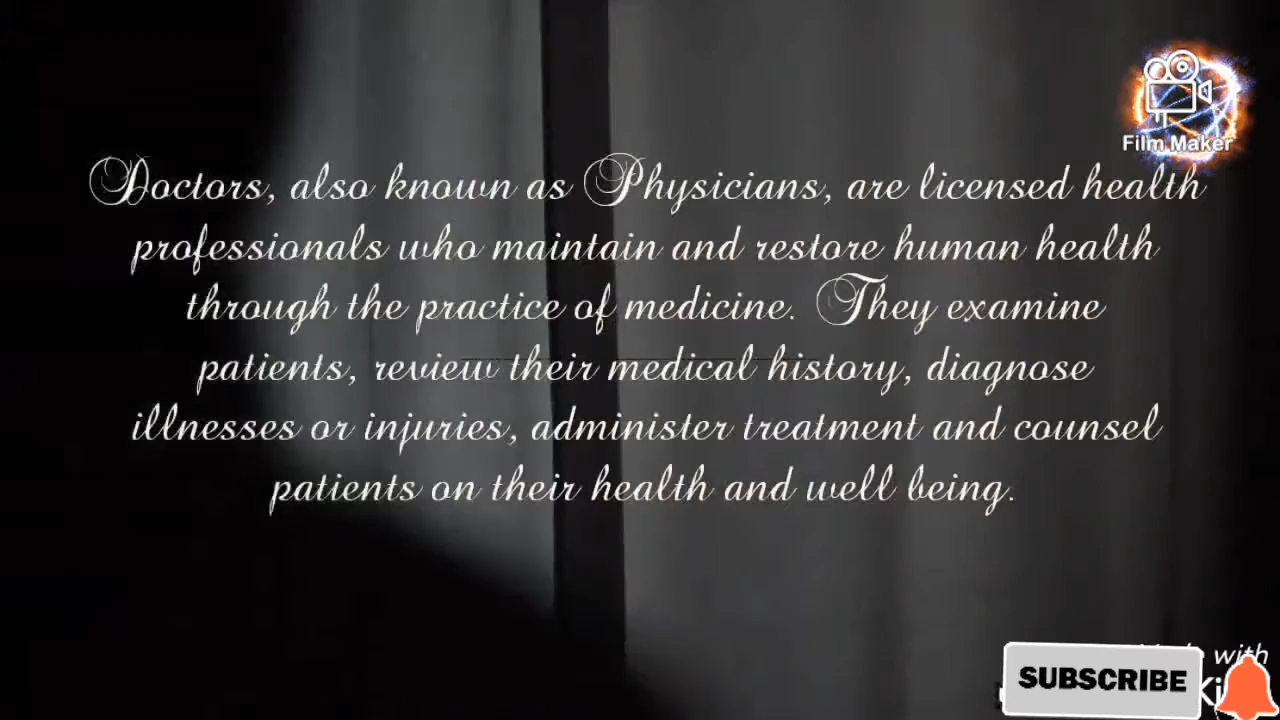 Film Maker
Doctors, also known as Physicians, are licensed health
professionals who maintain and restore human health
through the practice of medicine. They examine
patients, review their medical history, diagnose
illnesses or injuries, administer treatment and counsel
patients on their health and well being.
with
SUBSCRIBE